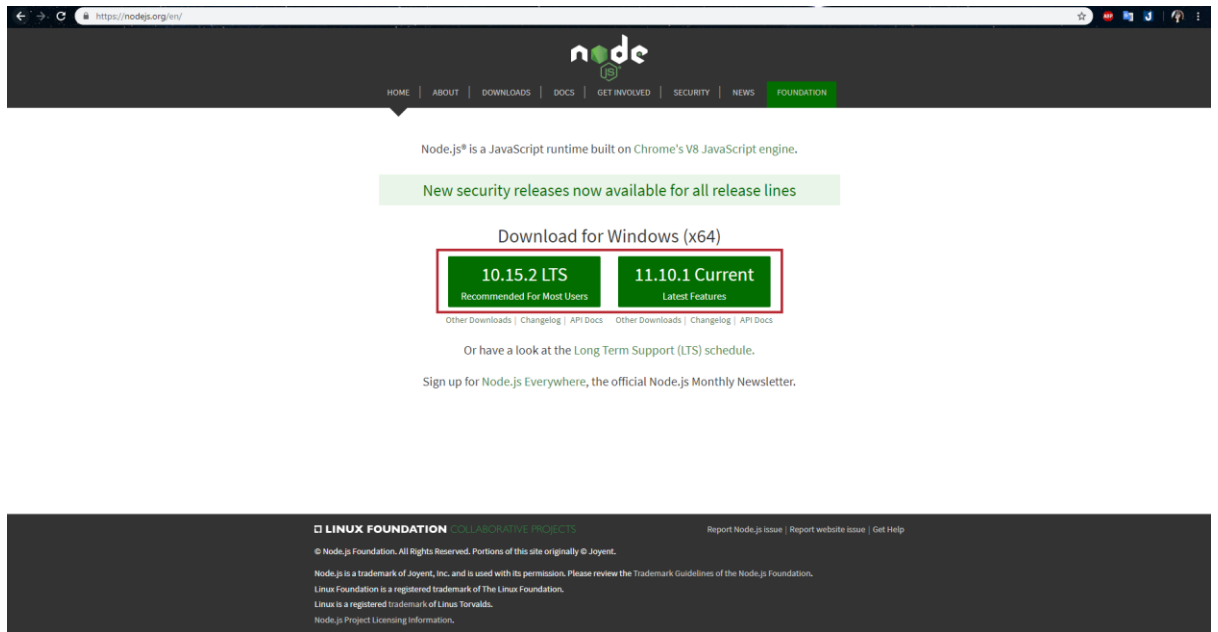 https://nodejs.org/en/
node
JS
HOME | ABOUT | DOWNLOADS | DOCS | GET INVOLVED | SECURITY | NEWS FOUNDATION
Node.js® is a JavaScript runtime built on Chrome's V8 JavaScript engine.
New security releases now available for all release lines
Download for Windows (x64)
10.15.2 LTS
Recommended For Most Users
11.10.1 Current
Latest Features
Other Downloads | Changelog | API Docs
Other Downloads | Changelog | API Docs
Or have a look at the Long Term Support (LTS) schedule.
Sign up for Node.js Everywhere, the official Node.js Monthly Newsletter.
LINUX FOUNDATION COLLABORATIVE PROJECTS
Report Node.js issue | Report website issue | Get Help
© Node.js Foundation. All Rights Reserved. Portions of this site originally © Joyent.
Node.js is a trademark of Joyent, Inc. and is used with its permission. Please review the Trademark Guidelines of the Node.js Foundation.
Linux Foundation is a registered trademark of The Linux Foundation.
Linux is a registered trademark of Linus Torvalds.
Node.js Project Licensing Information.